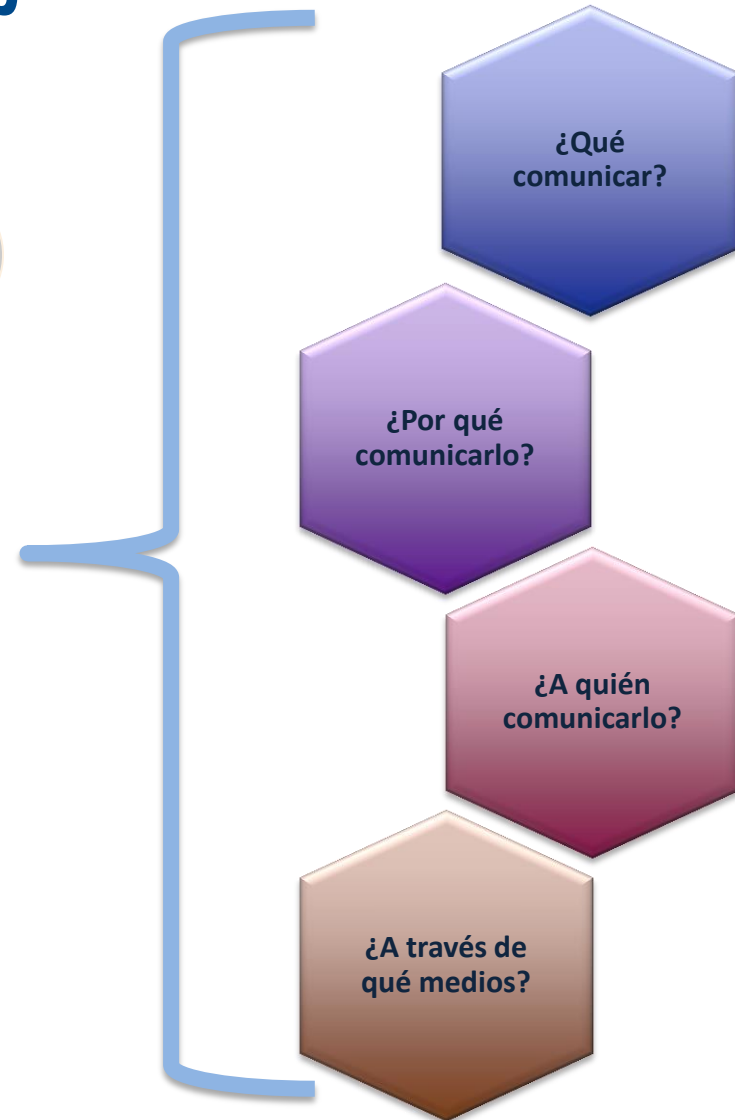 ¿Qué
comunicar?
¿Por qué
comunicarlo?
¿A quién
comunicarlo?
¿A través de
qué medios?